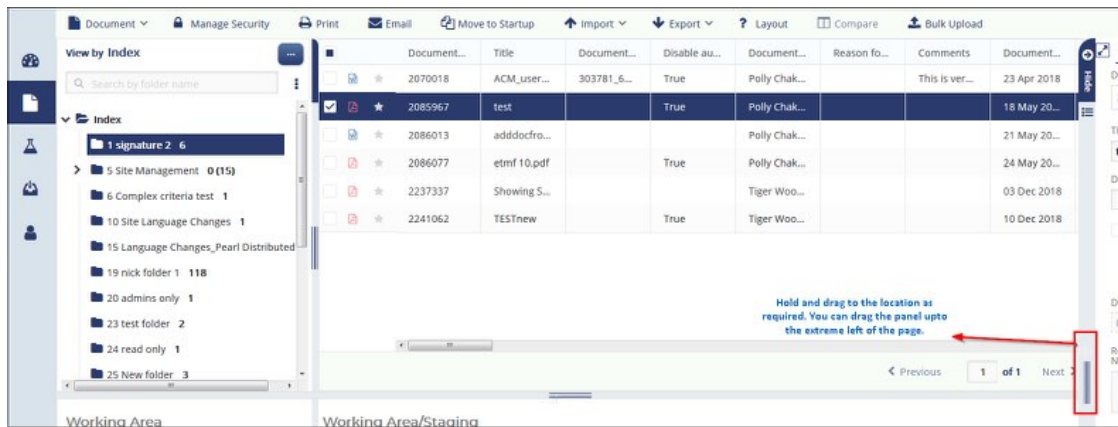 Document Manage Security Print Email Move to Startup Import Export ? Layout Compare Bulk Upload
View by Index ...
Search by folder name
Index
1 signature 2 6
5 Site Management 0 (15)
6 Complex criteria test 1
10 Site Language Changes 1
15 Language Changes_Pearl Distributed
19 nick folder 1 118
20 admins only 1
23 test folder 2
24 read only 1
25 New folder 3
Document... Title Document... Disable au... Document... Reason fo... Comments Document...
2070018 ACM_user... 303781_6... True Polly Chak... This is ver... 23 Apr 2018
2085967 test True Polly Chak... 18 May 20...
2086013 adddocfro... Polly Chak... 21 May 20...
2086077 etmf 10.pdf True Polly Chak... 24 May 20...
2237337 Showing S... Tiger Woo... 03 Dec 2018
2241062 TESTnew True Tiger Woo... 10 Dec 2018
Hide
Hold and drag to the location as
required. You can drag the panel upto
the extreme left of the page.
Previous 1 of 1 Next
Working Area
Working Area/Staging